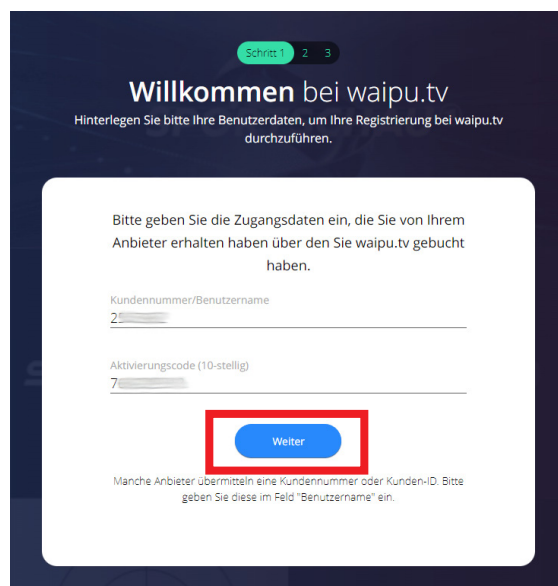 Schritt 1 2 3
Willkommen bei waipu.tv
Hinterlegen Sie bitte Ihre Benutzerdaten, um Ihre Registrierung bei waipu.tv
durchzuführen.
Bitte geben Sie die Zugangsdaten ein, die Sie von Ihrem
Anbieter erhalten haben über den Sie waipu.tv gebucht
haben.
Kundennummer/Benutzername
2
Aktivierungscode (10-stellig)
7
Weiter
Manche Anbieter übermitteln eine Kundennummer oder Kunden-ID. Bitte
geben Sie diese im Feld "Benutzername" ein.